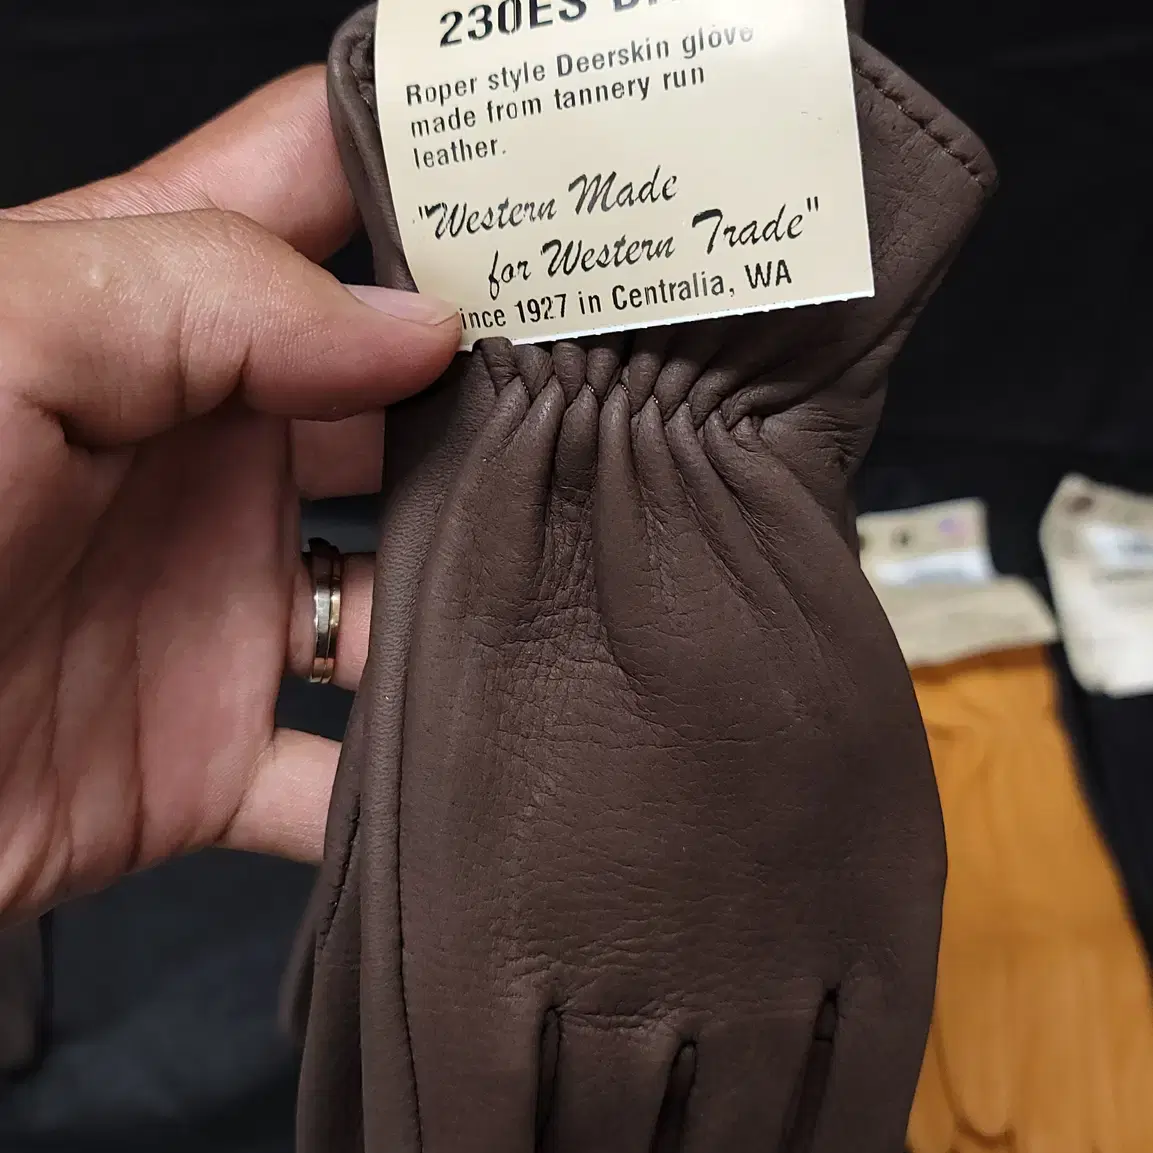 230ES
Roper style Deerskin glove
made from tannery run
leather.
"Western Made
for Western Trade"
ince 1927 in Centralia, WA